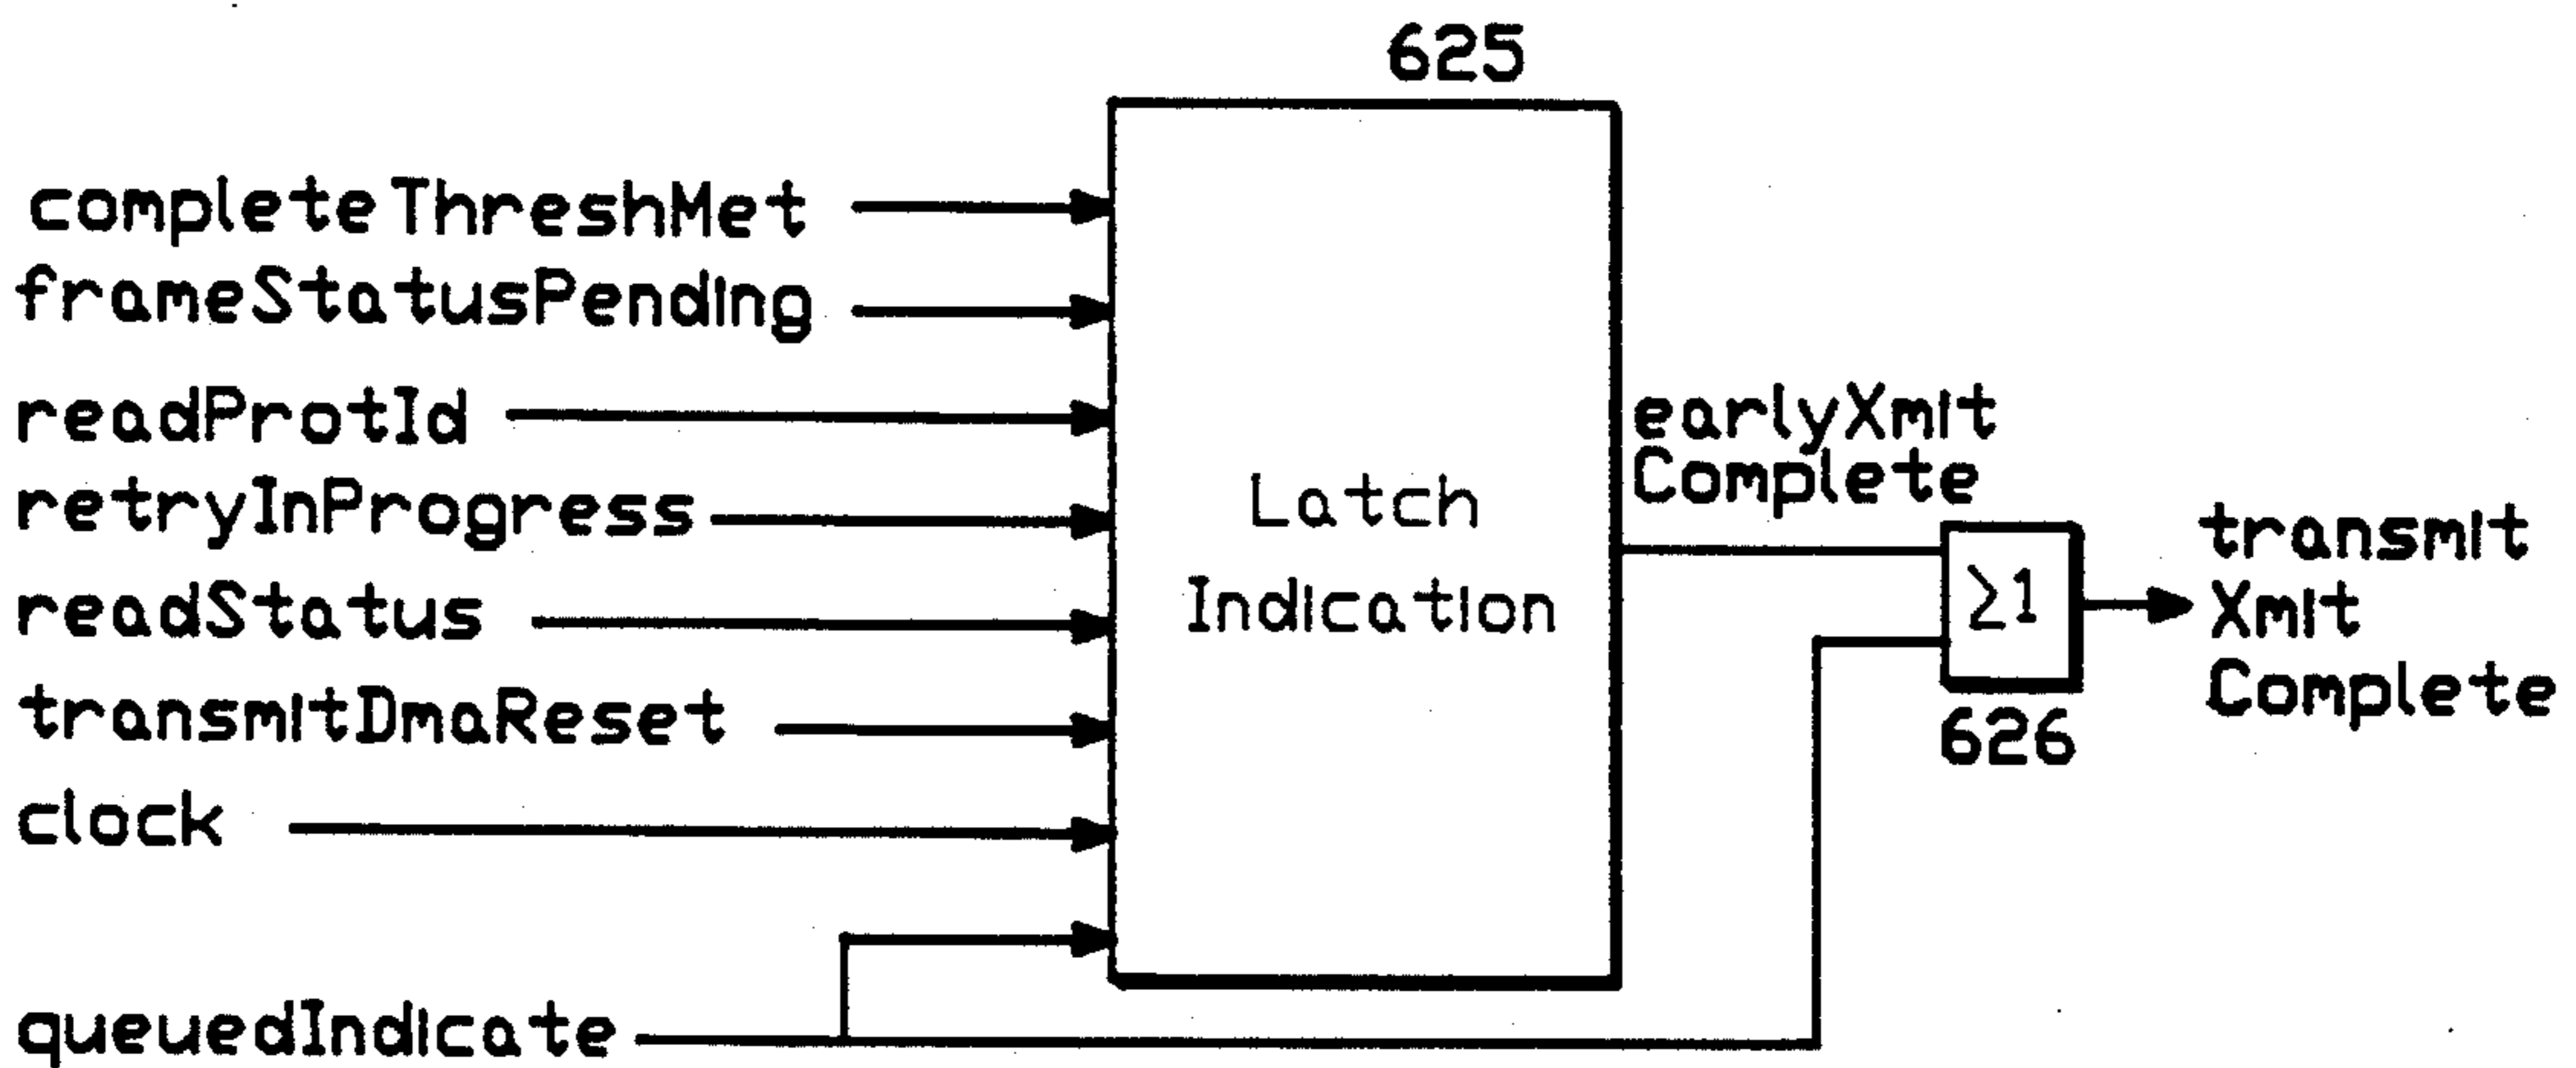 625
completeThreshMet
frameStatusPending
readProtId
retryInProgress
readStatus
transmitDmaReset
clock
queuedIndicate
Latch
Indication
earlyXmit
Complete
≥1
626
transmit
Xmit
Complete